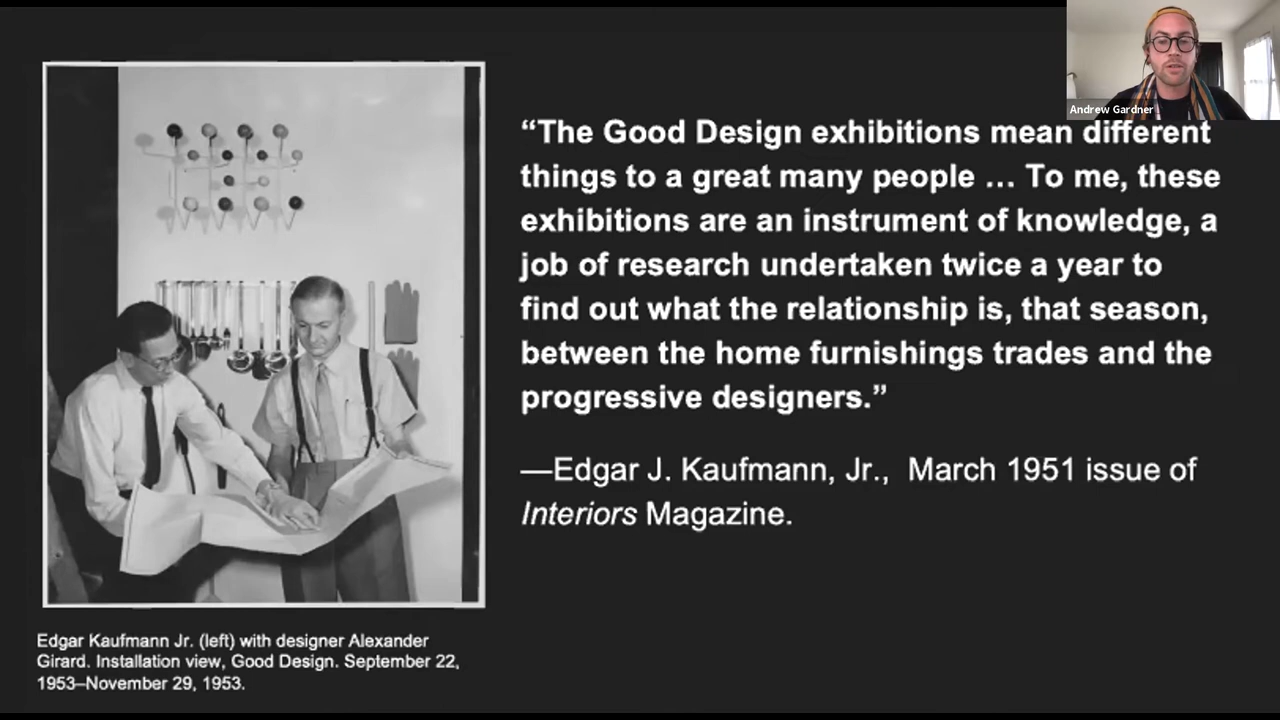 Andrew Gardner
“The Good Design exhibitions mean different
things to a great many people … To me, these
exhibitions are an instrument of knowledge, a
job of research undertaken twice a year to
find out what the relationship is, that season,
between the home furnishings trades and the
progressive designers.”
—Edgar J. Kaufmann, Jr.,  March 1951 issue of
Interiors Magazine.
Edgar Kaufmann Jr. (left) with designer Alexander
Girard. Installation view, Good Design. September 22,
1953–November 29, 1953.